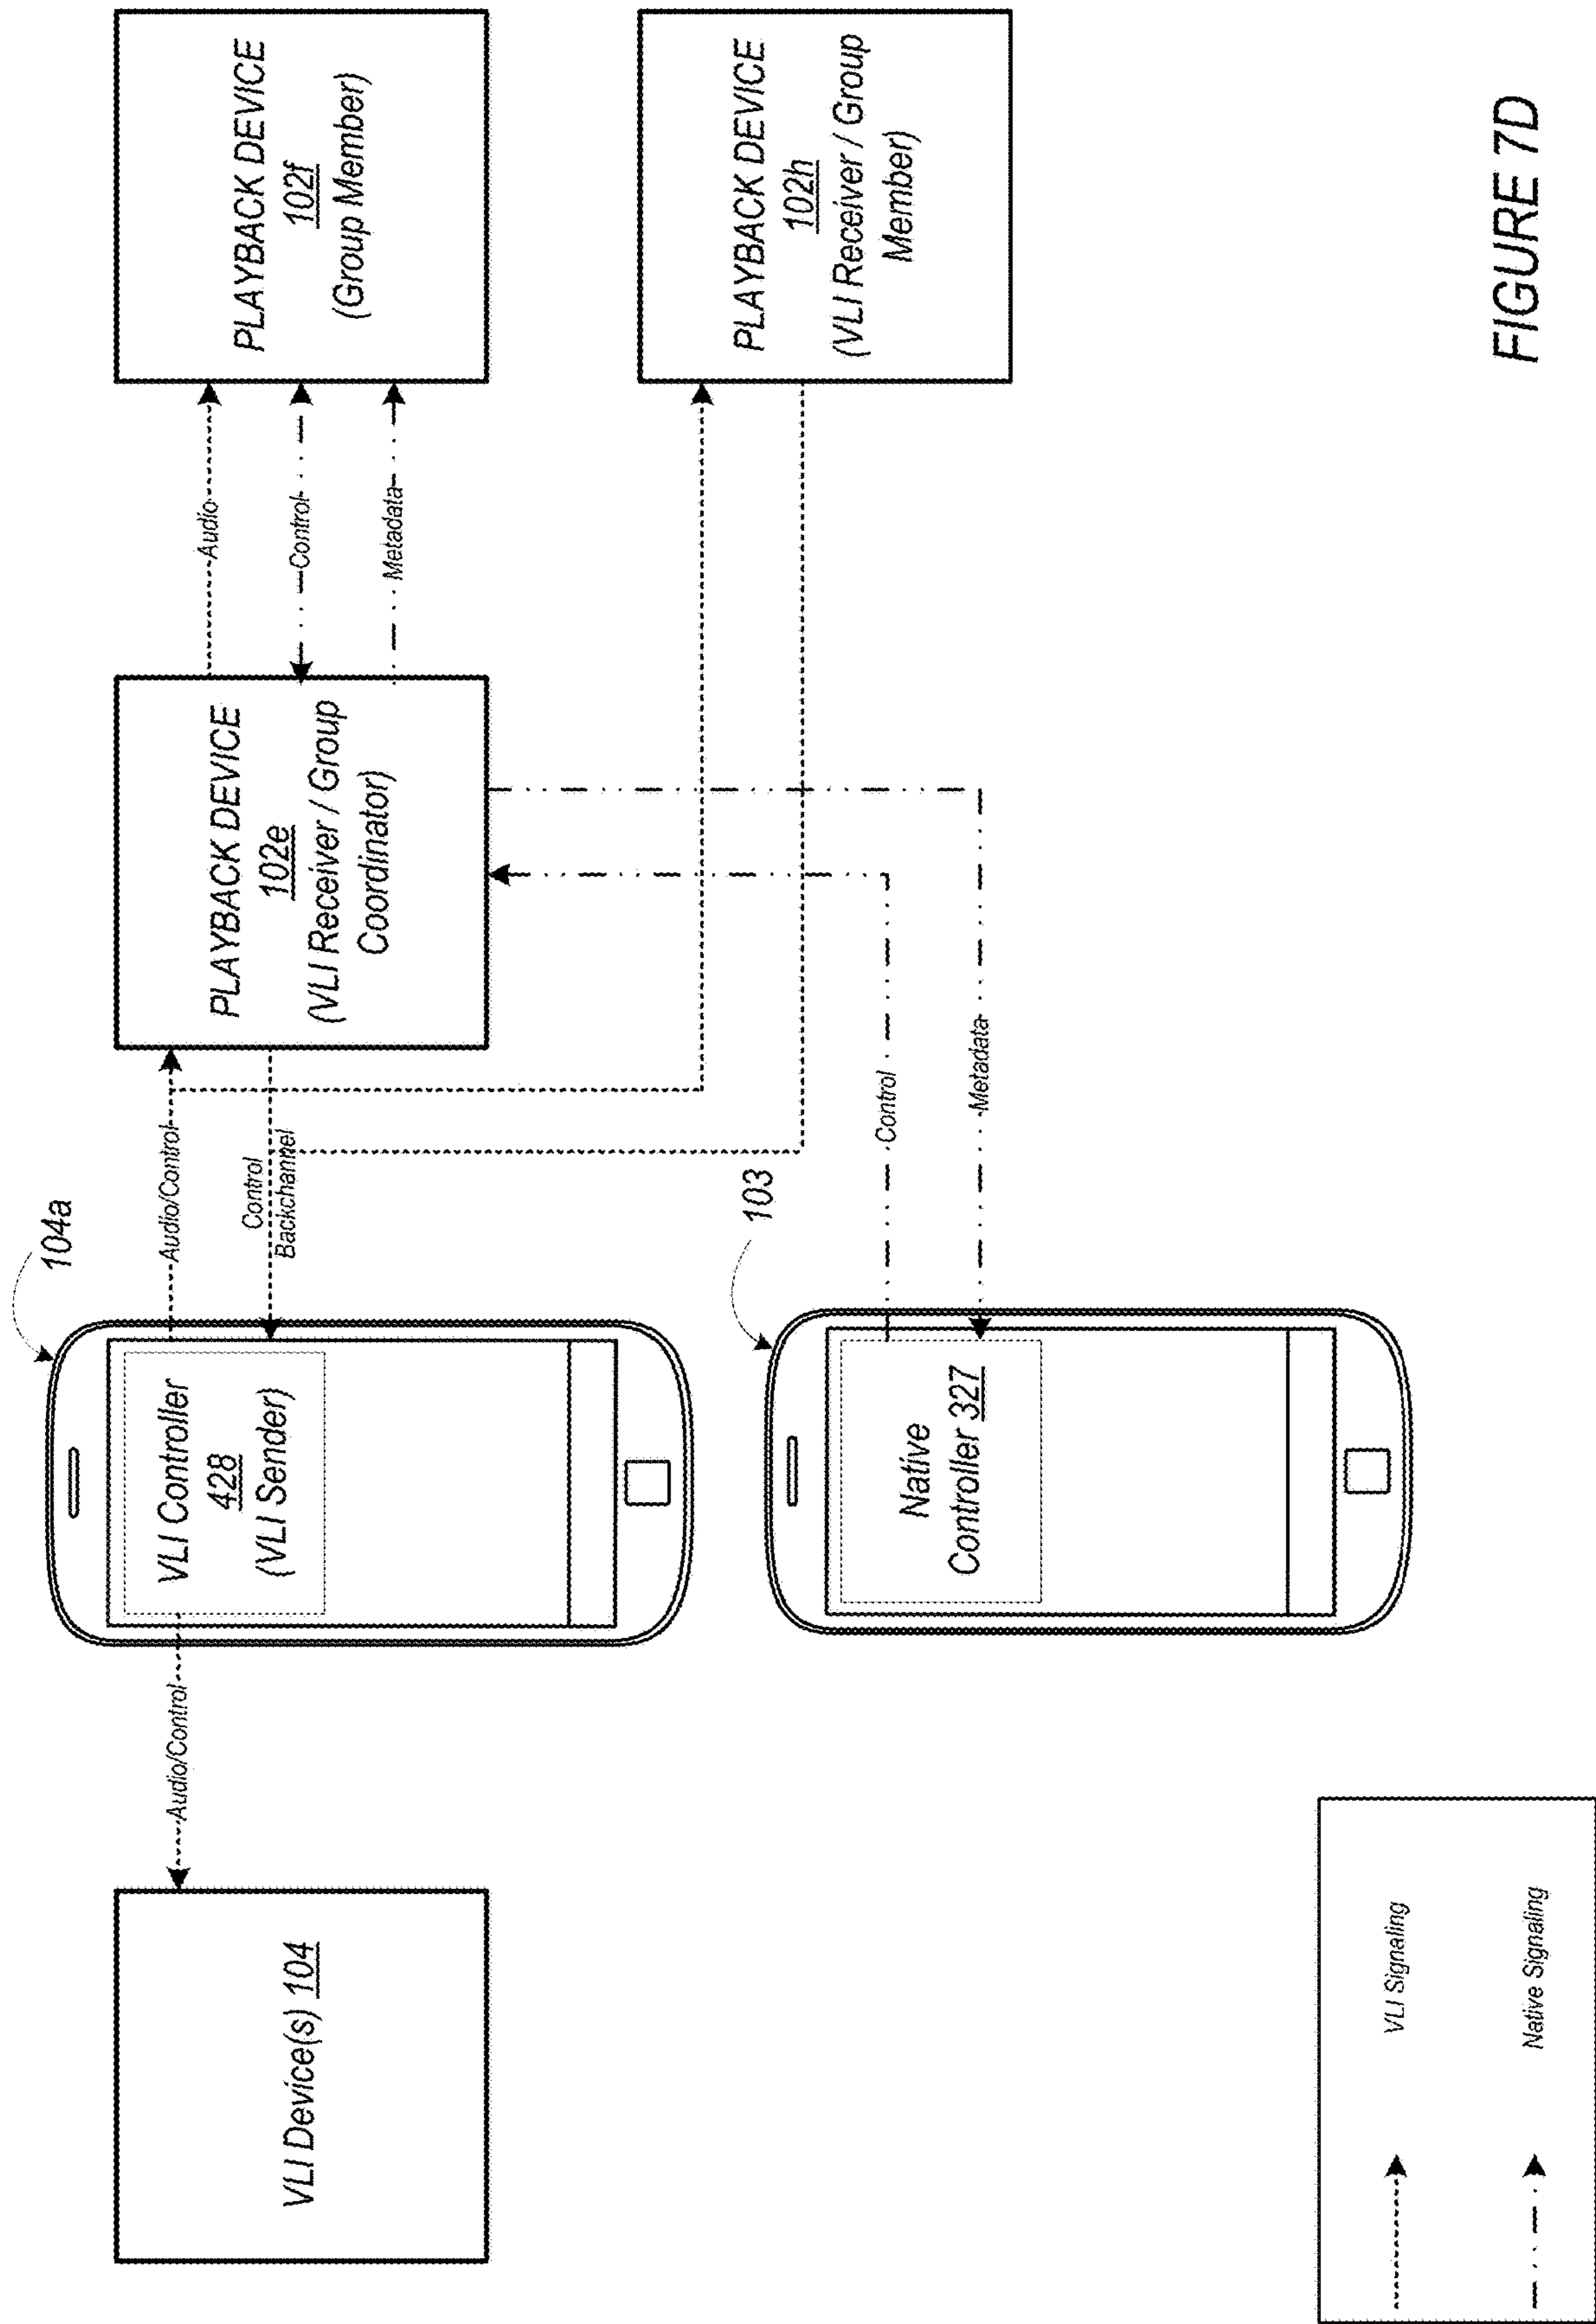 VLI Device(s) 104
Audio/Control
104a
VLI Controller
428
(VLI Sender)
Audio/Control
Control
Backchannel
PLAYBACK DEVICE
102e
(VLI Receiver / Group
Coordinator)
Audio
Control
Metadata
PLAYBACK DEVICE
102f
(Group Member)
PLAYBACK DEVICE
102h
(VLI Receiver / Group
Member)
103
Native
Controller 327
Control
Metadata
VLI Signaling
Native Signaling
FIGURE 7D